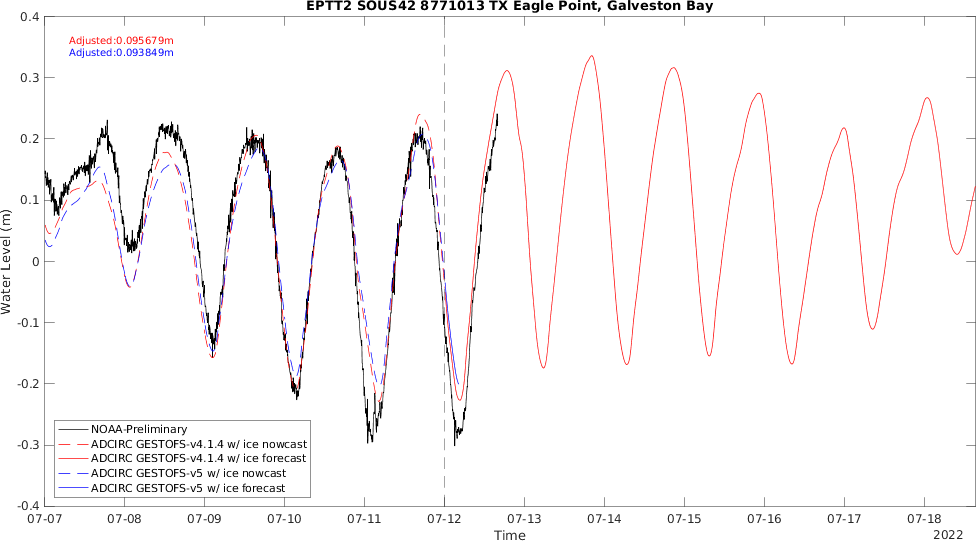 EPTT2 SOUS42 8771013 TX Eagle Point, Galveston Bay
Adjusted:0.095679m
Adjusted:0.093849m
0.4
0.3
0.2
0.1
0
-0.1
-0.2
-0.3
-0.4
Water Level (m)
NOAA-Preliminary
ADCIRC GESTOFS-v4.1.4 w/ ice nowcast
ADCIRC GESTOFS-v4.1.4 w/ ice forecast
ADCIRC GESTOFS-v5 w/ ice nowcast
ADCIRC GESTOFS-v5 w/ ice forecast
07-07 07-08 07-09 07-10 07-11 07-12 07-13 07-14 07-15 07-16 07-17 07-18
Time
2022